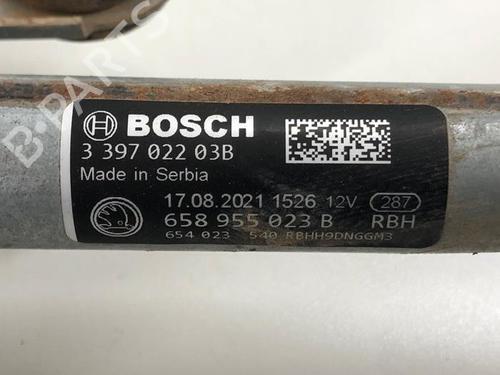 B-PARTS
BOSCH
3 397 022 03B
Made in Serbia
17.08.2021 1526 12V 287
658 955 023 B RBH
654 023 540 RBHH9DNGGM3